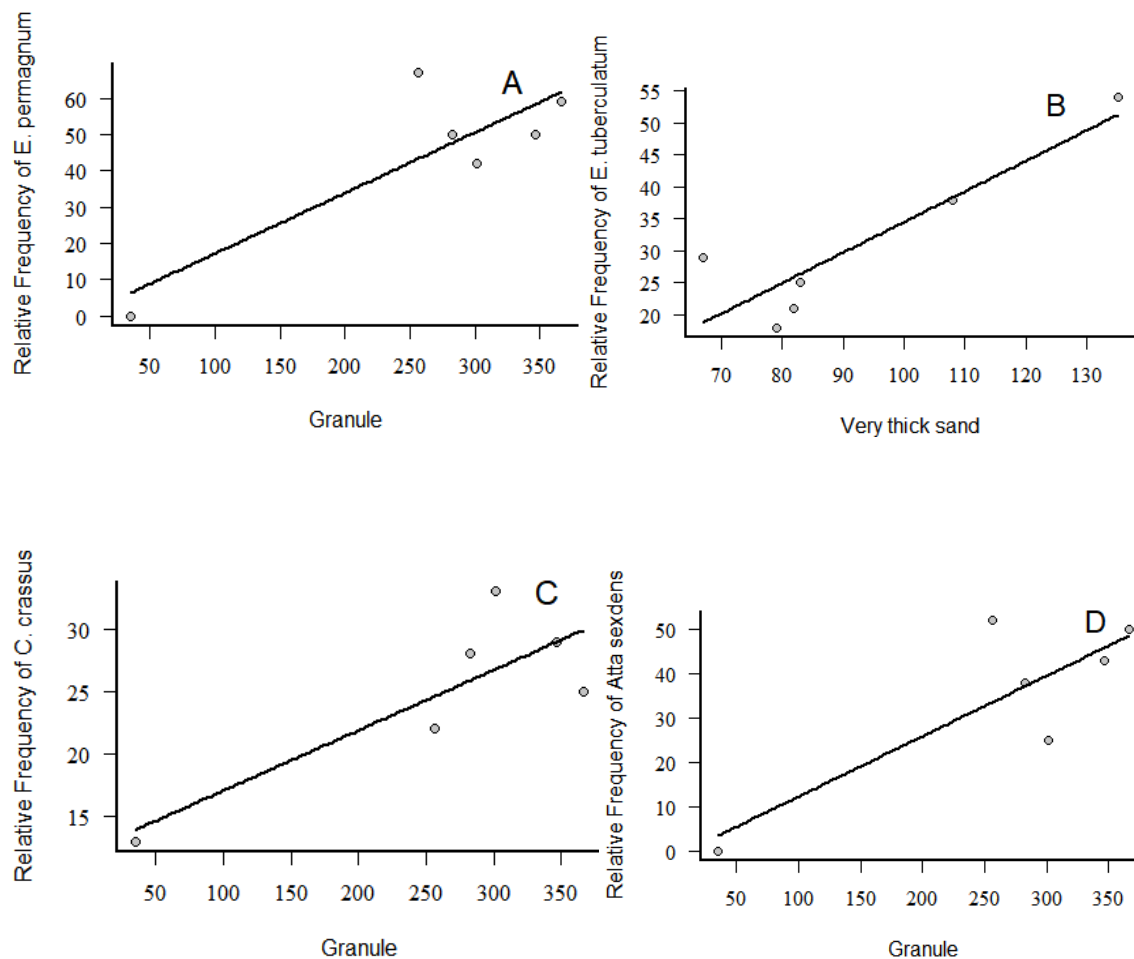 Relative Frequency of E. permagnum
A
60
50
40
30
20
10
0
50 100 150 200 250 300 350
Granule
Relative Frequency of E. tuberculatum
B
55
50
45
40
35
30
25
20
70 80 90 100 110 120 130
Very thick sand
Relative Frequency of C. crassus
C
30
25
20
15
50 100 150 200 250 300 350
Granule
Relative Frequency of Atta sexdens
D
50
40
30
20
10
0
50 100 150 200 250 300 350
Granule